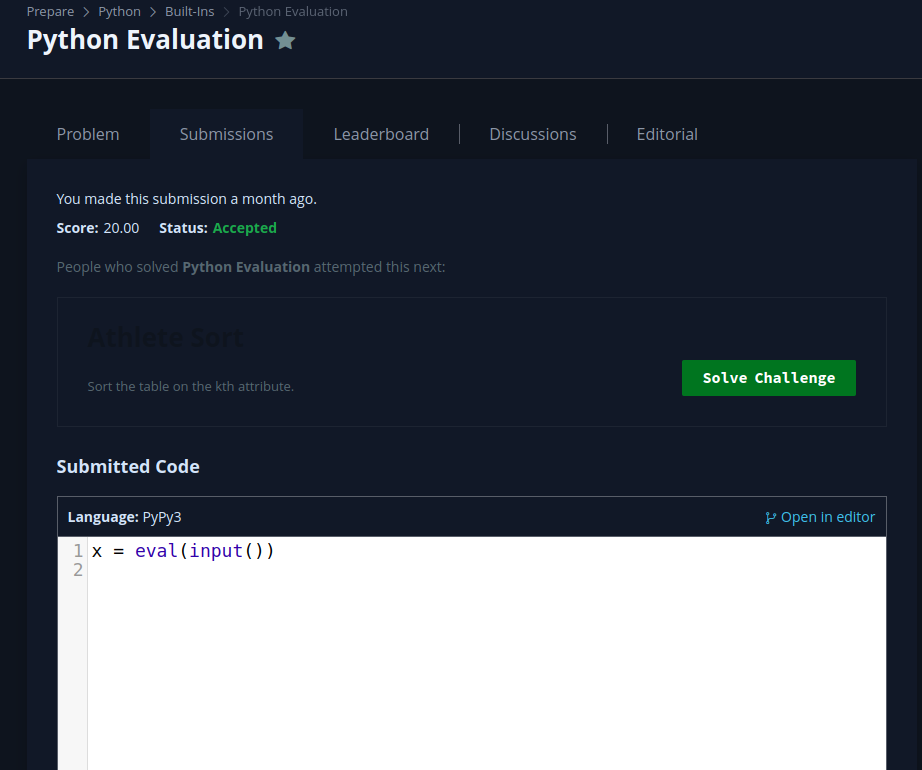 Prepare > Python > Built-Ins > Python Evaluation
Python Evaluation
Problem Submissions Leaderboard Discussions Editorial
You made this submission a month ago.
Score: 20.00 Status: Accepted
People who solved Python Evaluation attempted this next:
Athlete Sort
Sort the table on the kth attribute.
Solve Challenge
Submitted Code
Language: PyPy3 Open in editor
1 x = eval(input())
2